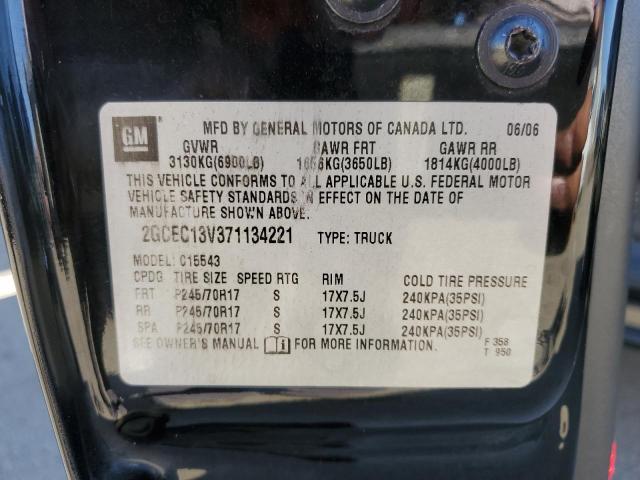 GM
MFD BY GENERAL MOTORS OF CANADA LTD. 06/06
GVWR GAWR FRT GAWR RR
3130KG(6900LB) 1656KG(3650LB) 1814KG(4000LB)
THIS VEHICLE CONFORMS TO ALL APPLICABLE U.S. FEDERAL MOTOR
VEHICLE SAFETY STANDARDS IN EFFECT ON THE DATE OF
MANUFACTURE SHOWN ABOVE.
2GCEC13V371134221 TYPE: TRUCK
MODEL: C15543
CPDG TIRE SIZE SPEED RTG RIM COLD TIRE PRESSURE
FRT P245/70R17 S 17X7.5J 240KPA(35PSI)
RR P245/70R17 S 17X7.5J 240KPA(35PSI)
SPA P245/70R17 S 17X7.5J 240KPA(35PSI)
SEE OWNER'S MANUAL FOR MORE INFORMATION.
F 358
T 950